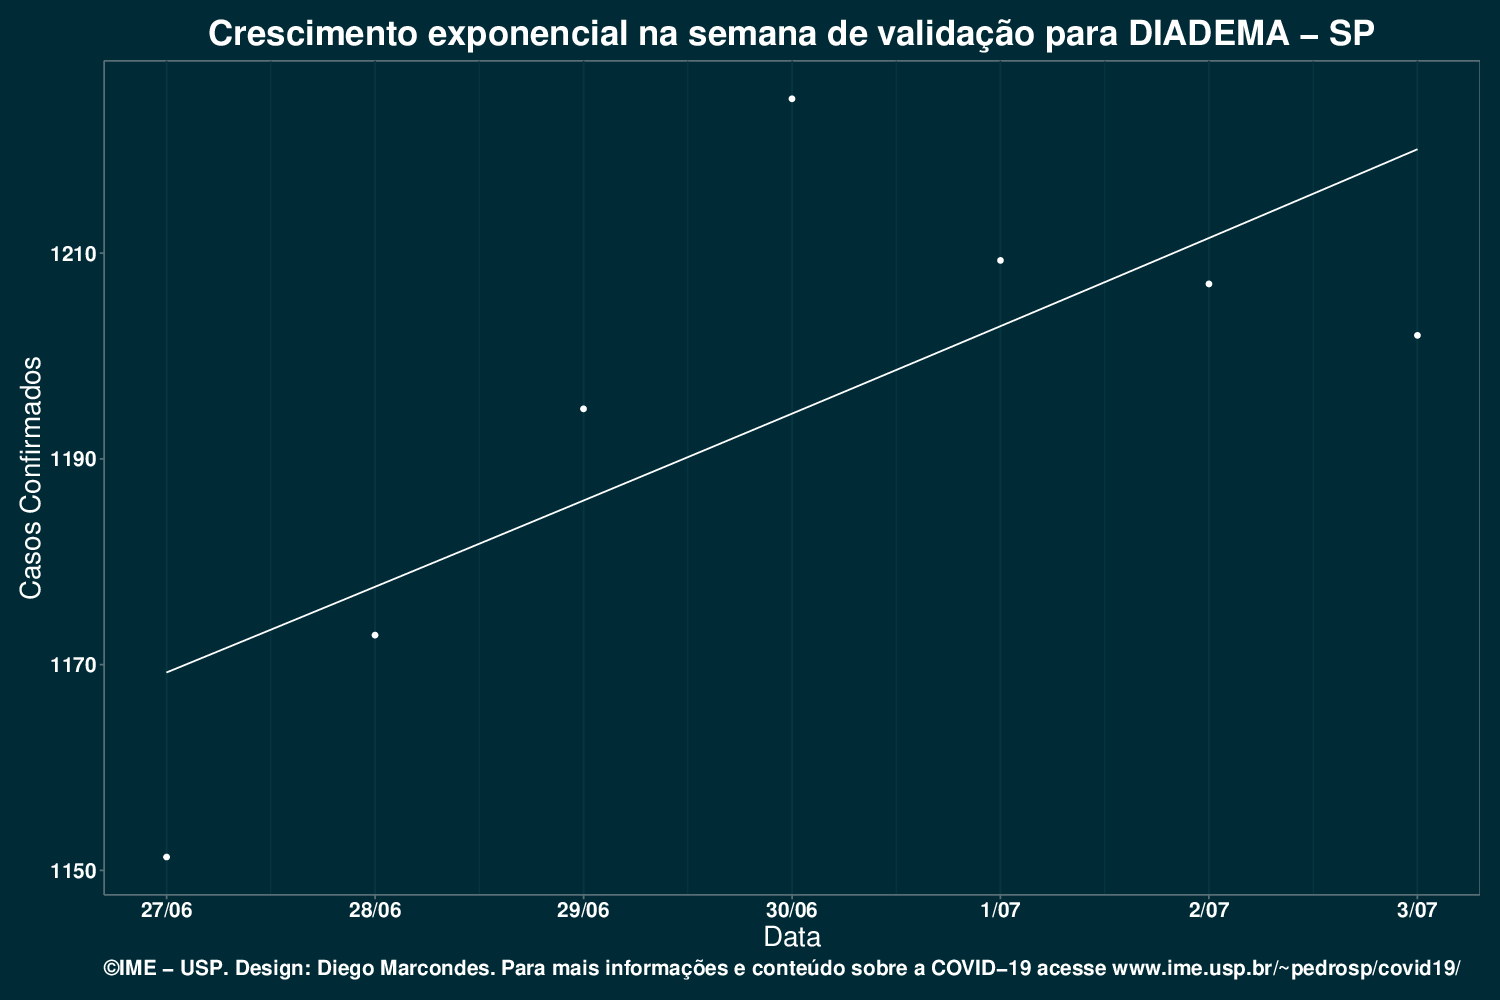 Crescimento exponencial na semana de validação para DIADEMA – SP
Casos Confirmados
1210
1190
1170
1150
27/06 28/06 29/06 30/06 1/07 2/07 3/07
Data
©IME – USP. Design: Diego Marcondes. Para mais informações e conteúdo sobre a COVID–19 acesse www.ime.usp.br/~pedrosp/covid19/